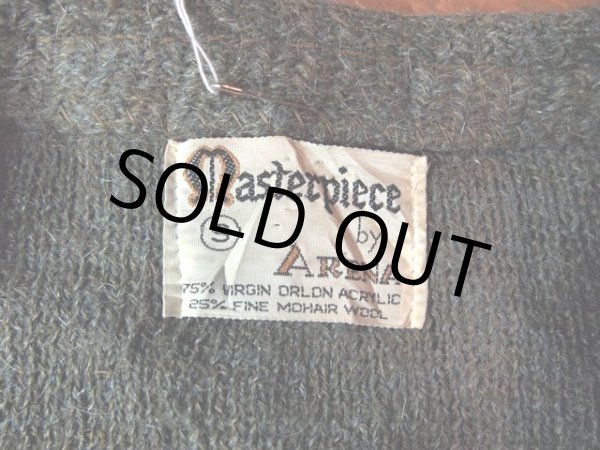 Masterpiece
S
by
ARENA
75% VIRGIN ORLON ACRYLIC
25% FINE MOHAIR WOOL
SOLD OUT